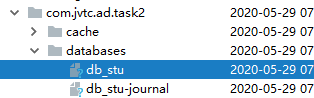 com.jvtc.ad.task2 2020-05-29 07
cache 2020-05-29 07
databases 2020-05-29 07
db_stu 2020-05-29 07
db_stu-journal 2020-05-29 07